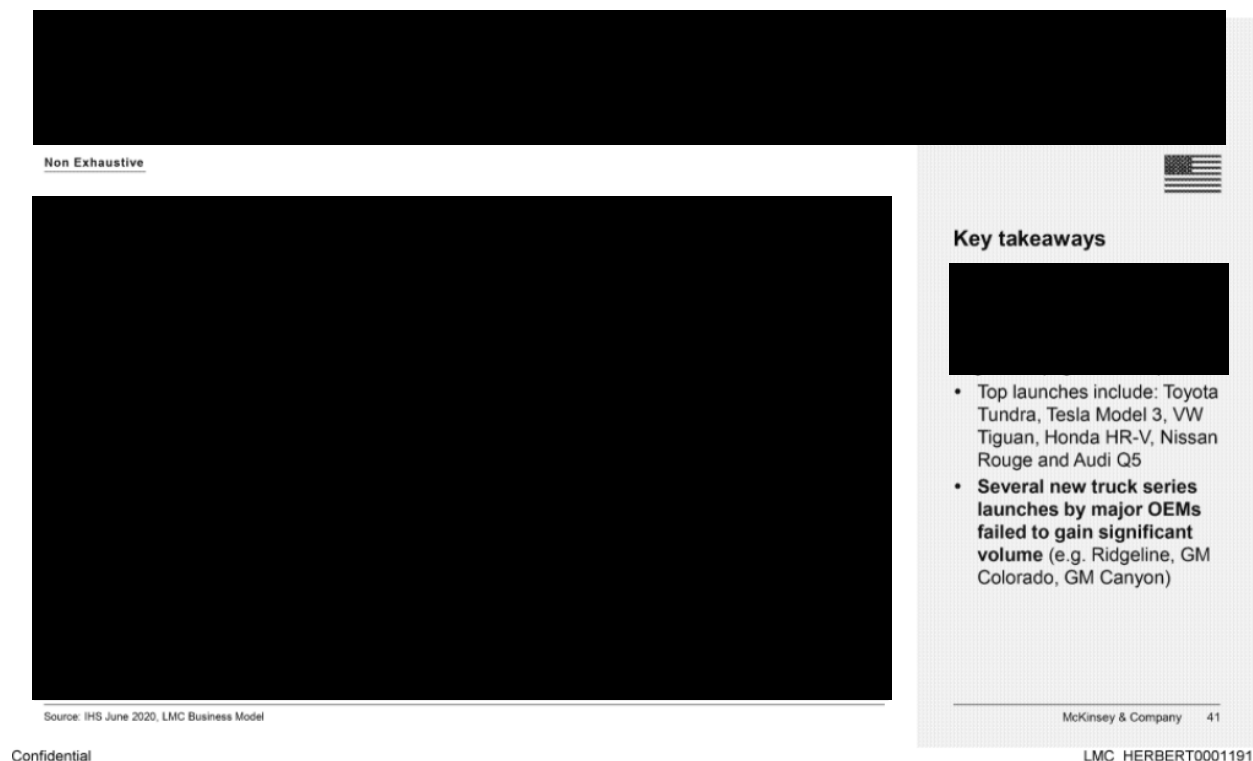 Non Exhaustive
Key takeaways
• Top launches include: Toyota
Tundra, Tesla Model 3, VW
Tiguan, Honda HR-V, Nissan
Rouge and Audi Q5
• Several new truck series
launches by major OEMs
failed to gain significant
volume (e.g. Ridgeline, GM
Colorado, GM Canyon)
Source: IHS June 2020, LMC Business Model
McKinsey & Company 41
Confidential
LMC_HERBERT0001191